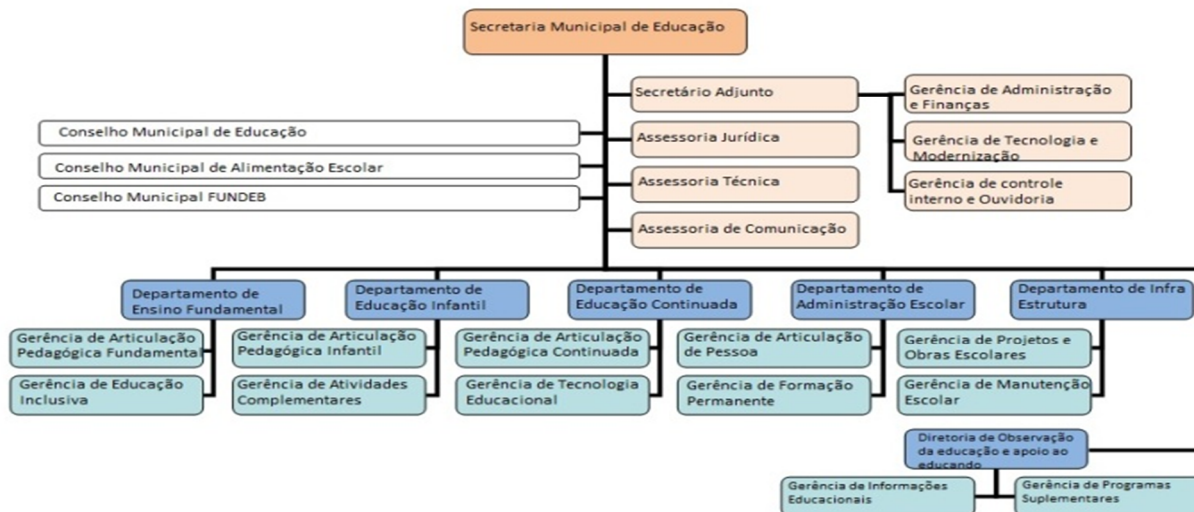 Secretaria Municipal de Educação
Secretário Adjunto
Gerência de Administração
e Finanças
Conselho Municipal de Educação
Assessoria Jurídica
Gerência de Tecnologia e
Modernização
Conselho Municipal de Alimentação Escolar
Assessoria Técnica
Gerência de controle
interno e Ouvidoria
Conselho Municipal FUNDEB
Assessoria de Comunicação
Departamento de
Ensino Fundamental
Departamento de
Educação Infantil
Departamento de
Educação Continuada
Departamento de
Administração Escolar
Departamento de Infra
Estrutura
Gerência de Articulação
Pedagógica Fundamental
Gerência de Articulação
Pedagógica Infantil
Gerência de Articulação
Pedagógica Continuada
Gerência de Articulação
de Pessoa
Gerência de Projetos e
Obras Escolares
Gerência de Educação
Inclusiva
Gerência de Atividades
Complementares
Gerência de Tecnologia
Educacional
Gerência de Formação
Permanente
Gerência de Manutenção
Escolar
Diretoria de Observação
da educação e apoio ao
educando
Gerência de Informações
Educacionais
Gerência de Programas
Suplementares